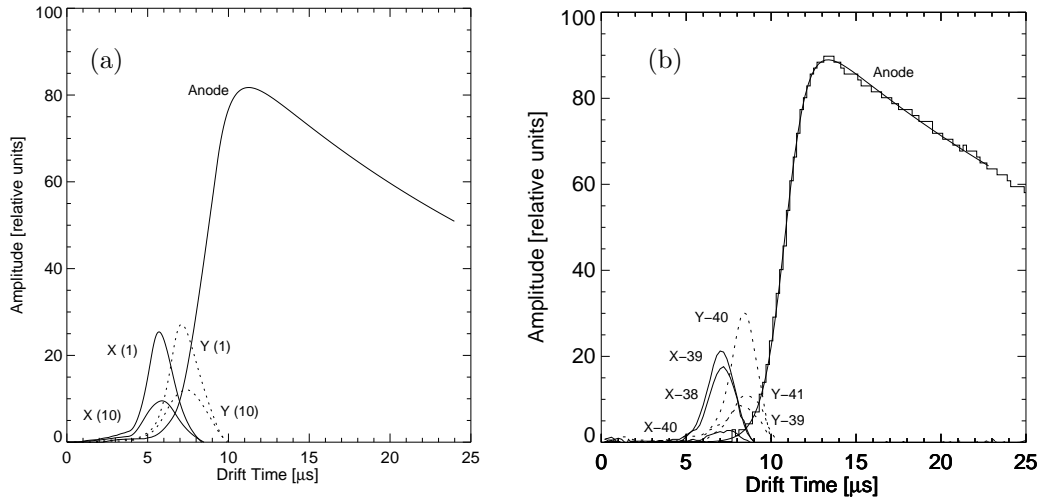 100
80
60
40
20
0
0
5
10
15
20
25
Amplitude [relative units]
Drift Time [μs]
(a)
Anode
X (1)
Y (1)
X (10)
Y (10)
100
80
60
40
20
0
0
5
10
15
20
25
Amplitude [relative units]
Drift Time [μs]
(b)
Anode
Y−40
X−39
X−38
Y−41
X−40
Y−39